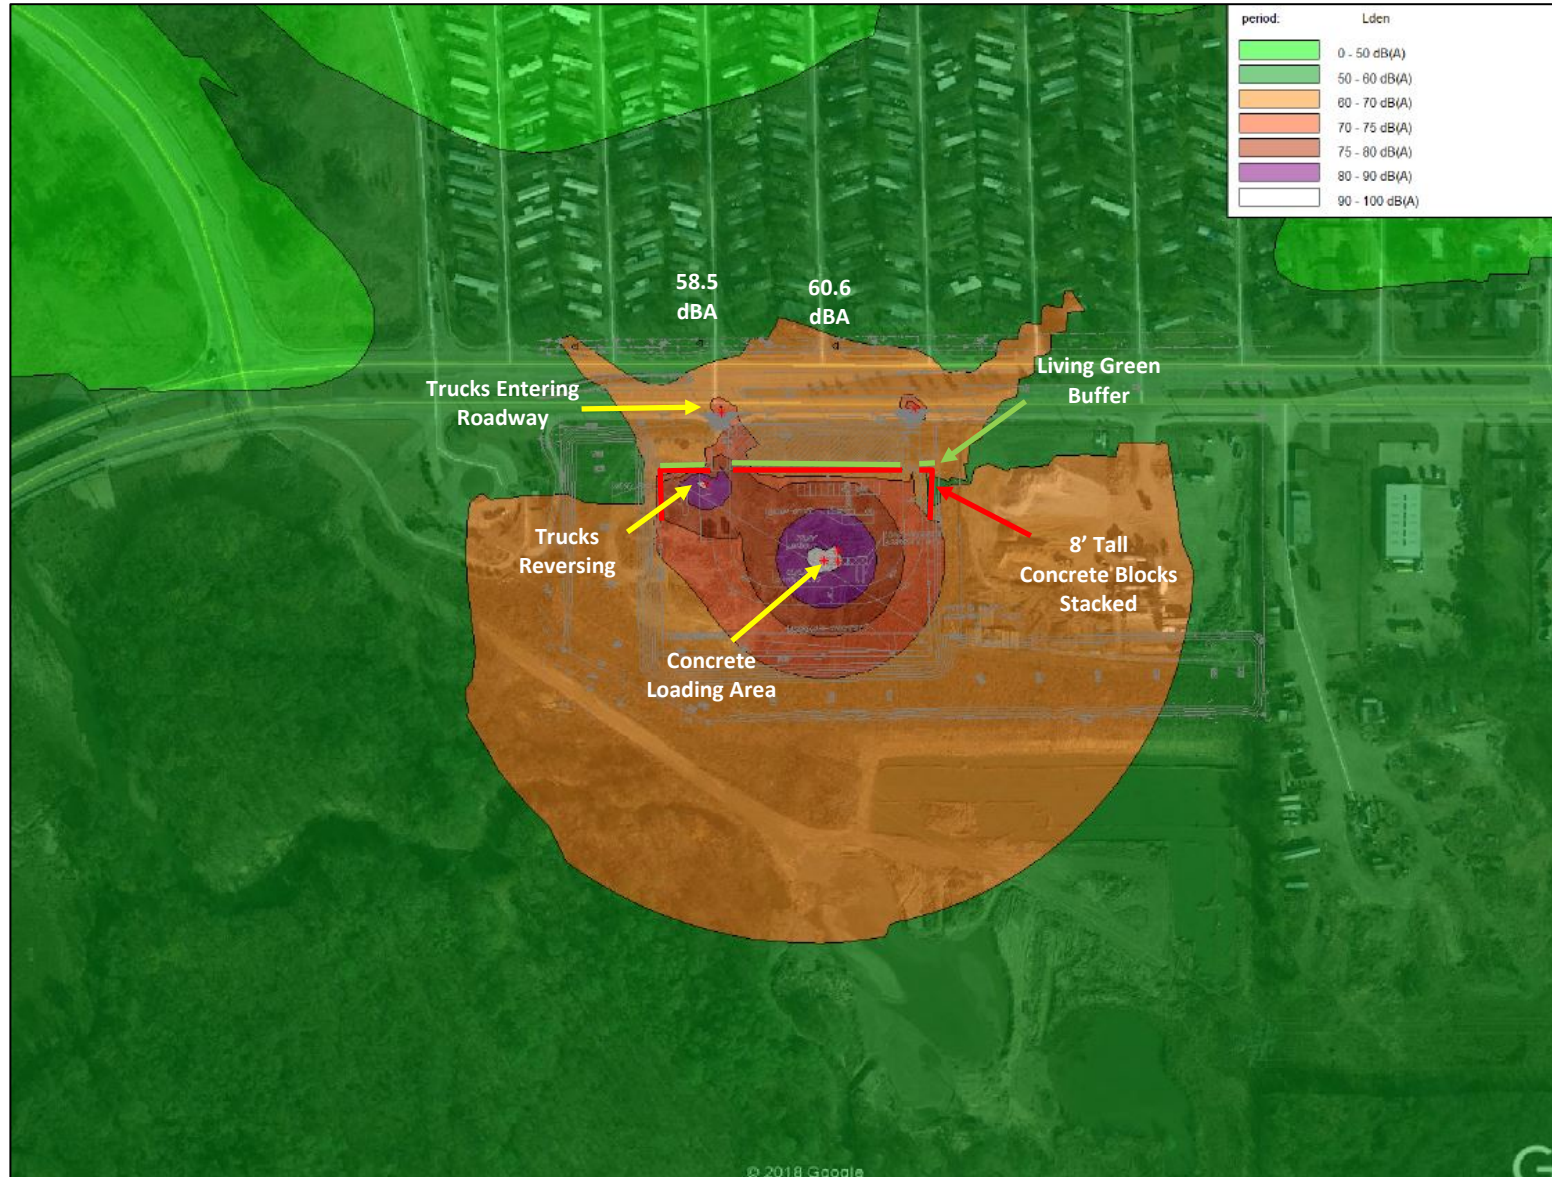 period: Lden
0 - 50 dB(A)
50 - 60 dB(A)
60 - 70 dB(A)
70 - 75 dB(A)
75 - 80 dB(A)
80 - 90 dB(A)
90 - 100 dB(A)
58.5
dBA
60.6
dBA
Living Green
Buffer
Trucks Entering
Roadway
Trucks
Reversing
8’ Tall
Concrete Blocks
Stacked
Concrete
Loading Area
© 2018 Google
G